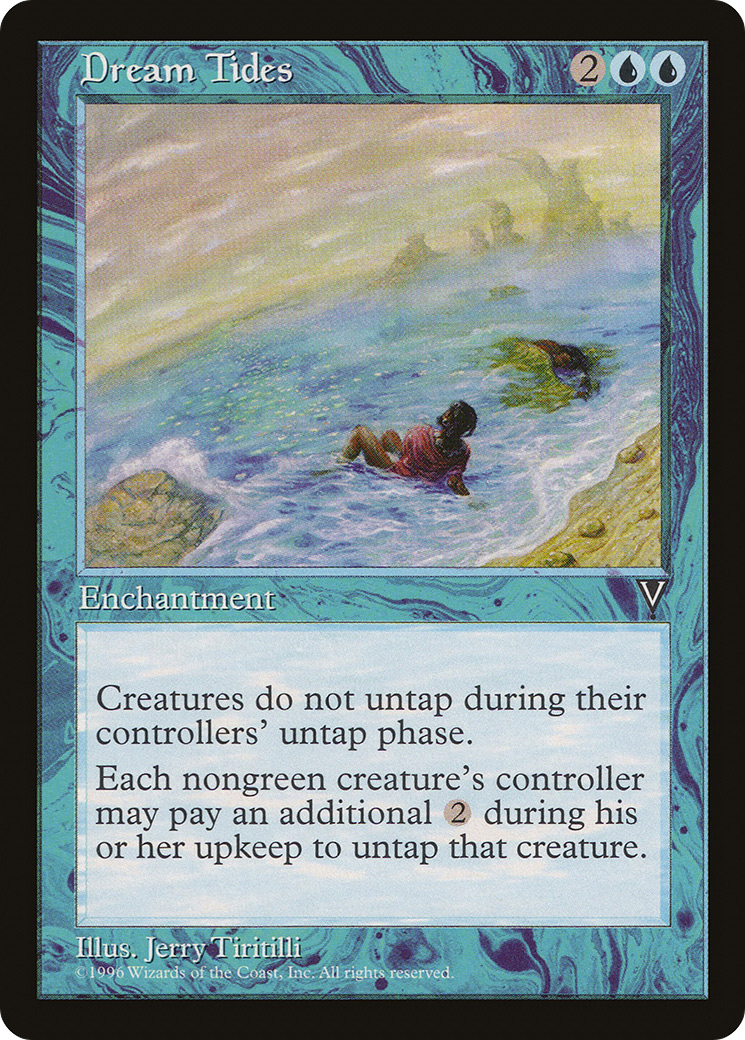 Dream Tides 2
Enchantment V
Creatures do not untap during their
controllers’ untap phase.
Each nongreen creature’s controller
may pay an additional 2 during his
or her upkeep to untap that creature.
Illus. Jerry Tiritilli
©1996 Wizards of the Coast, Inc. All rights reserved.